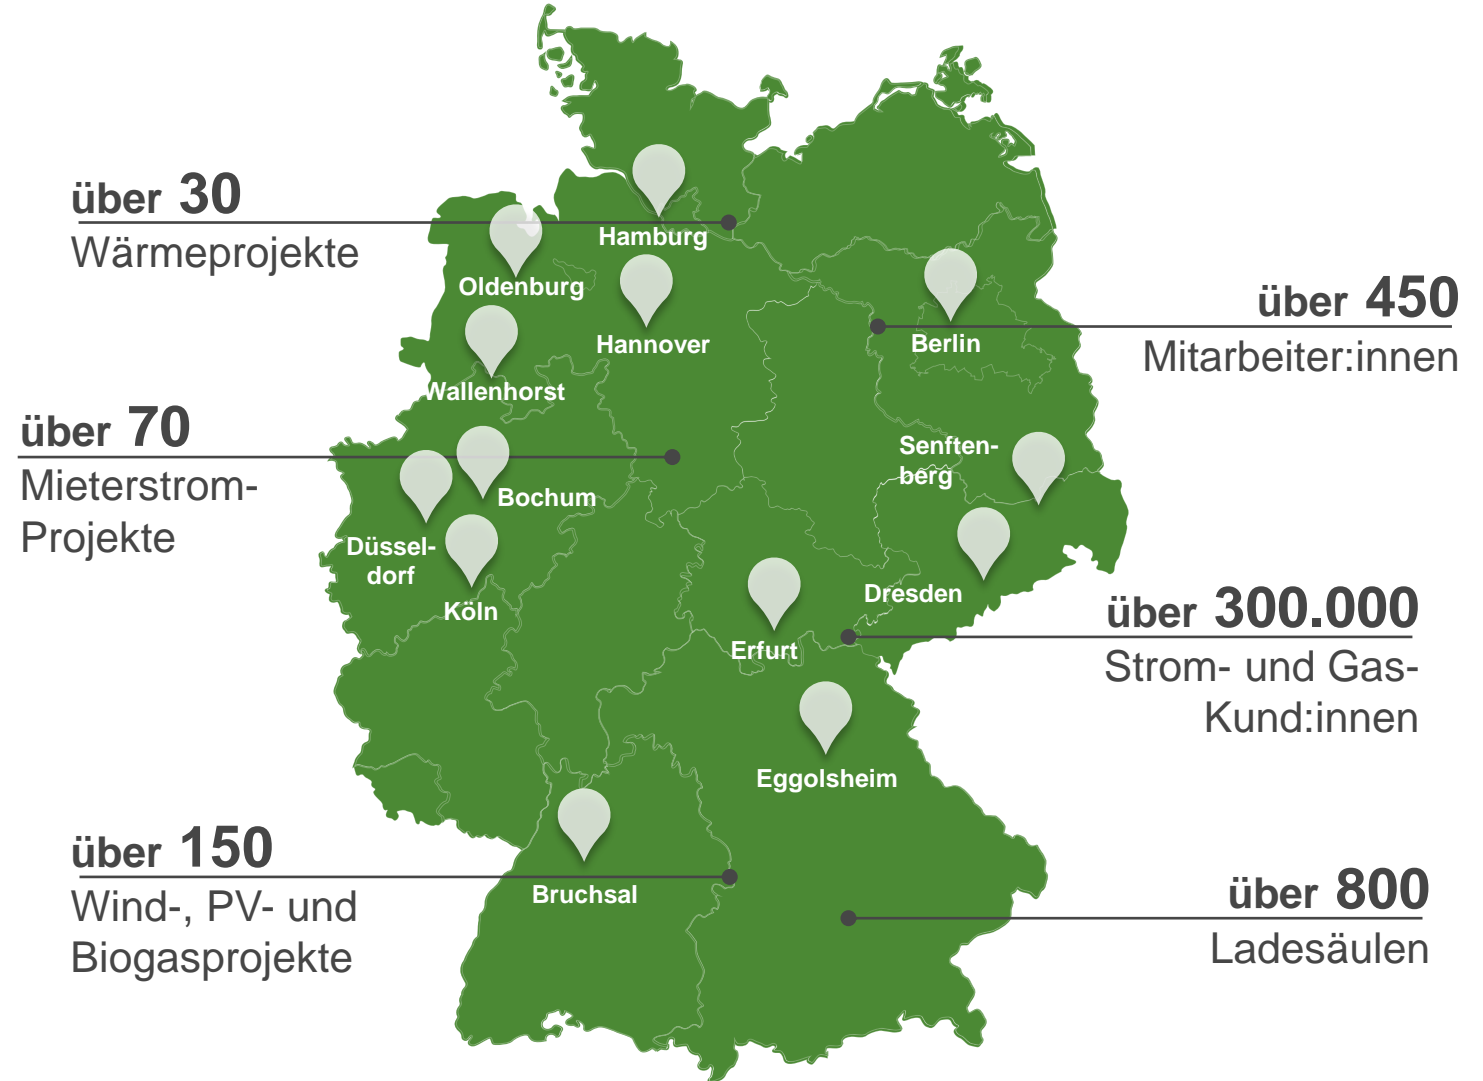 über 30
Wärmeprojekte
Hamburg
Oldenburg
Hannover
Wallenhorst
Berlin
über 450
Mitarbeiter:innen
über 70
Mieterstrom-
Projekte
Bochum
Düssel-
dorf
Köln
Senften-
berg
Dresden
Erfurt
über 300.000
Strom- und Gas-
Kund:innen
Eggolsheim
über 150
Wind-, PV- und
Biogasprojekte
Bruchsal
über 800
Ladesäulen